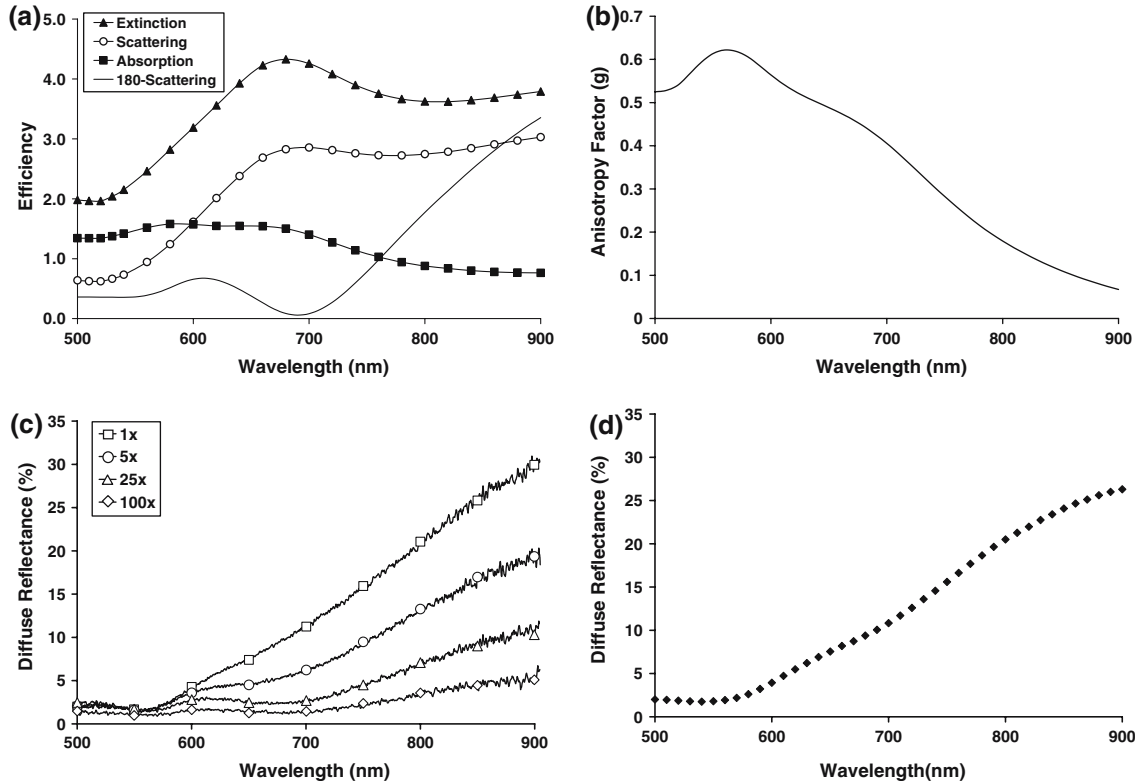 (a)
Extinction
Scattering
Absorption
180-Scattering
5.0
4.0
3.0
2.0
1.0
0.0
Efficiency
500 600 700 800 900
Wavelength (nm)
(b)
0.7
0.6
0.5
0.4
0.3
0.2
0.1
0
Anisotropy Factor (g)
500 600 700 800 900
Wavelength (nm)
(c)
1x
5x
25x
100x
35
30
25
20
15
10
5
0
Diffuse Reflectance (%)
500 600 700 800 900
Wavelength (nm)
(d)
35
30
25
20
15
10
5
0
Diffuse Reflectance (%)
500 600 700 800 900
Wavelength(nm)